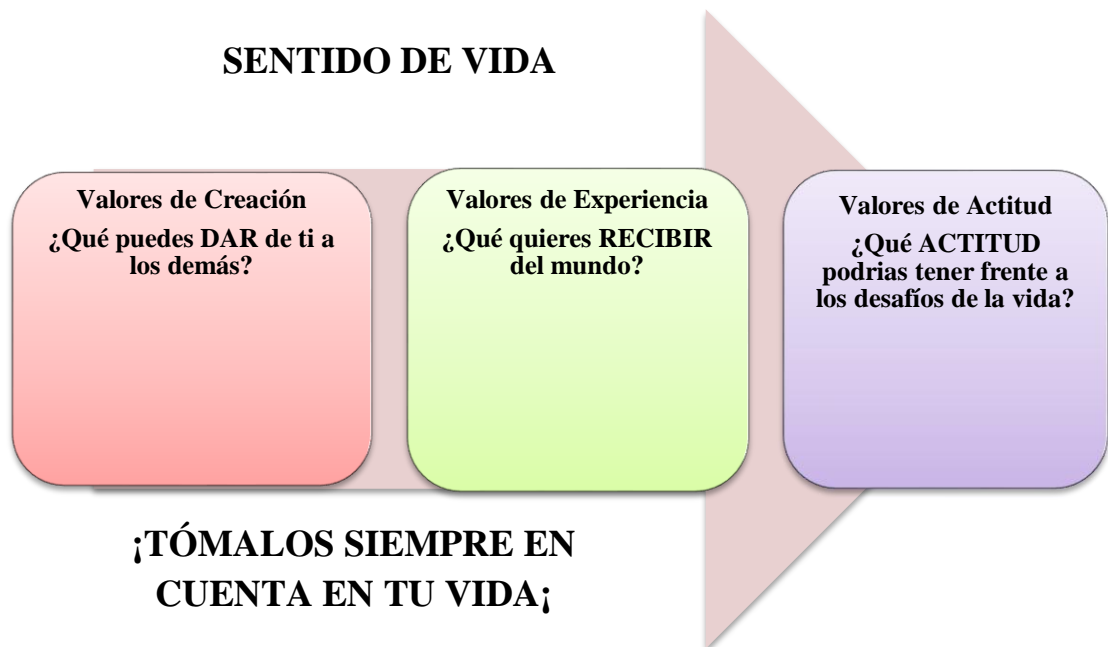 SENTIDO DE VIDA
Valores de Creación
¿Qué puedes DAR de ti a
los demás?
Valores de Experiencia
¿Qué quieres RECIBIR
del mundo?
Valores de Actitud
¿Qué ACTITUD
podrias tener frente a
los desafíos de la vida?
¡TÓMALOS SIEMPRE EN
CUENTA EN TU VIDA¡